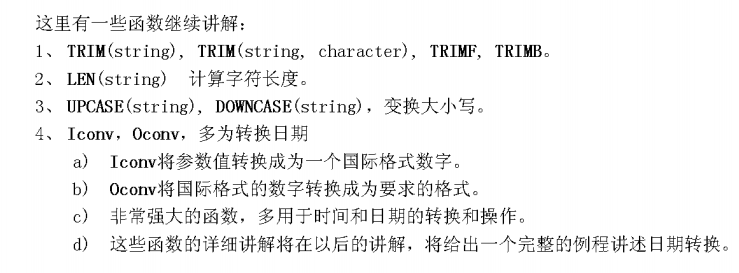 这里有一些函数继续讲解：
1、 TRIM(string), TRIM(string, character), TRIMF, TRIMB。
2、 LEN(string) 计算字符长度。
3、 UPCASE(string), DOWNCASE(string)，变换大小写。
4、 Iconv，Oconv，多为转换日期
a) Iconv将参数值转换成为一个国际格式数字。
b) Oconv将国际格式的数字转换成为要求的格式。
c) 非常强大的函数，多用于时间和日期的转换和操作。
d) 这些函数的详细讲解将在以后的讲解，将给出一个完整的例程讲述日期转换。